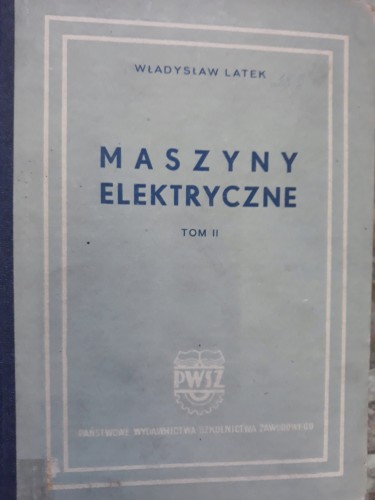 WŁADYSŁAW LATEK
MASZYNY
ELEKTRYCZNE
TOM II
PWSZ
PAŃSTWOWE WYDAWNICTWA SZKOLNICTWA ZAWODOWEGO